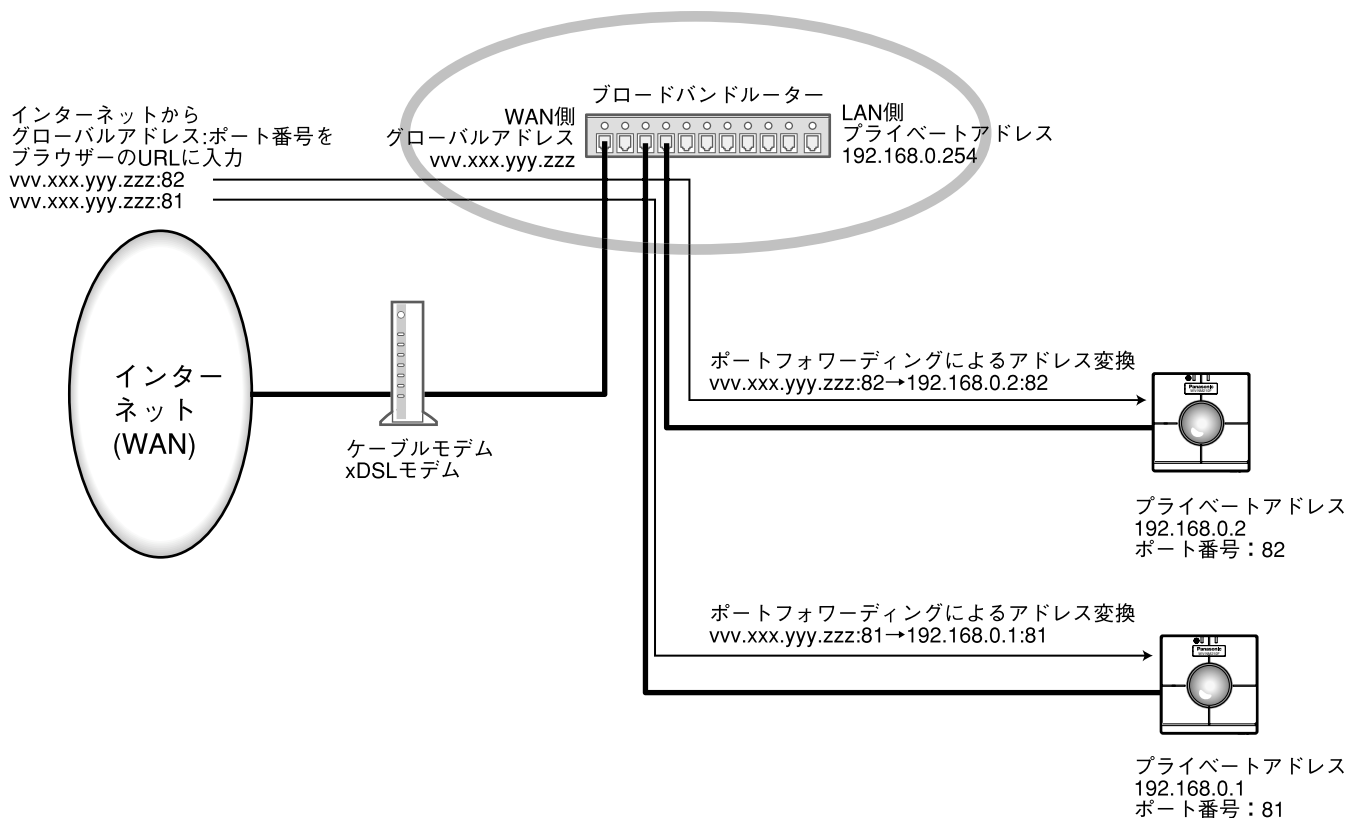 ブロードバンドルーター
WAN側
グローバルアドレス
vvv.xxx.yyy.zzz
LAN側
プライベートアドレス
192.168.0.254
インターネットから
グローバルアドレス:ポート番号を
ブラウザーのURLに入力
vvv.xxx.yyy.zzz:82
vvv.xxx.yyy.zzz:81
インター
ネット
(WAN)
ケーブルモデム
xDSLモデム
ポートフォワーディングによるアドレス変換
vvv.xxx.yyy.zzz:82→192.168.0.2:82
Panasonic
プライベートアドレス
192.168.0.2
ポート番号：82
ポートフォワーディングによるアドレス変換
vvv.xxx.yyy.zzz:81→192.168.0.1:81
Panasonic
プライベートアドレス
192.168.0.1
ポート番号：81